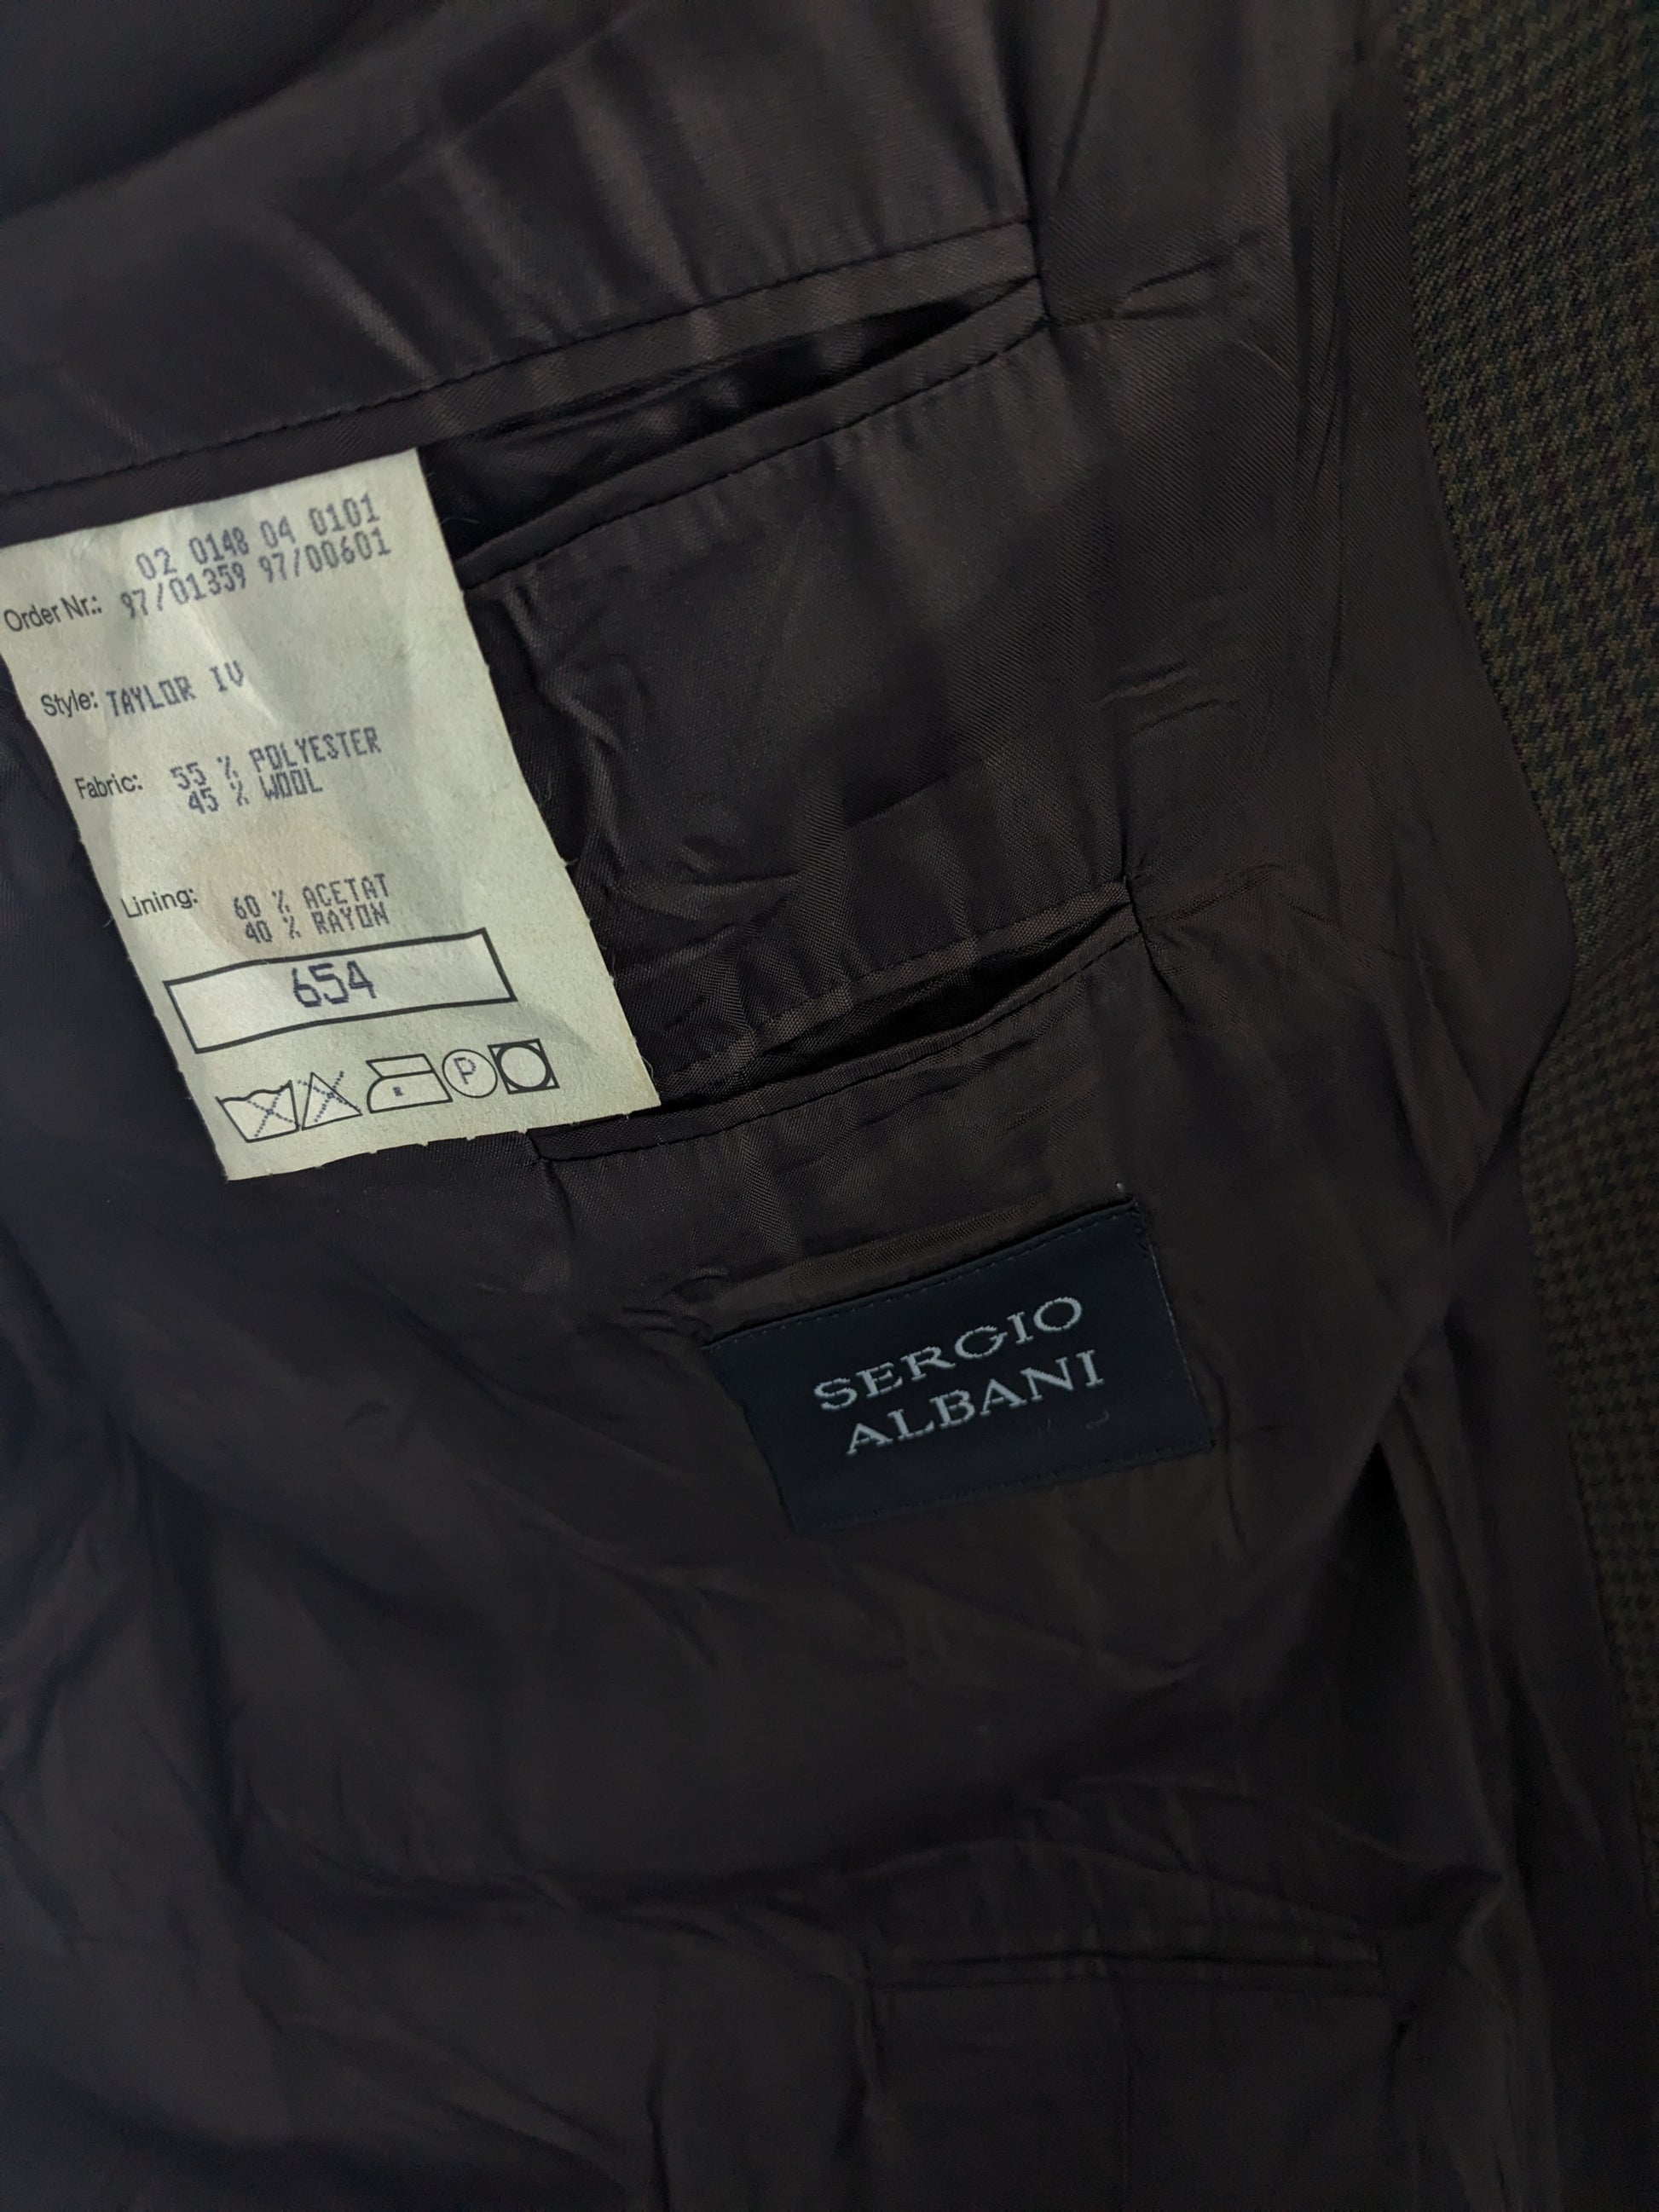 02 0148 04 0101
Order Nr.: 97/01359 97/00601
Style: TAYLOR IV
Fabric: 55 % POLYESTER
45 % WOOL
Lining: 60 % ACETAT
40 % RAYON
654
P
SERGIO
ALBANI